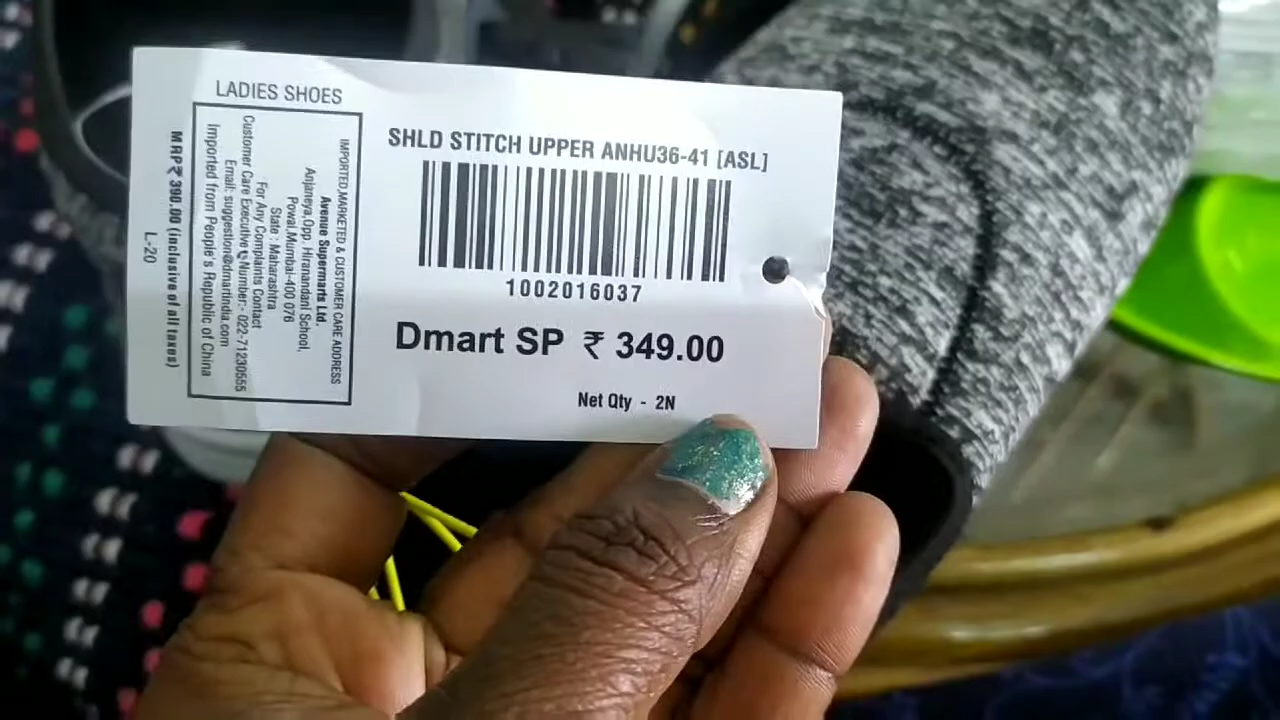 LADIES SHOES
IMPORTED,MARKETED & CUSTOMER CARE ADDRESS
Avenue Supermarts Ltd.
Anjaneya,Opp. Hiranandani School,
Powai,Mumbai-400 076
State : Maharashtra
For Any Complaints Contact
Customer Care Executive Number:- 022-71230555
Email: suggestion@dmartindia.com
Imported from People's Republic of China
MRP ₹ 390.00 (inclusive of all taxes)
L-20
SHLD STITCH UPPER ANHU36-41 [ASL]
1002016037
Dmart SP ₹ 349.00
Net Qty - 2N